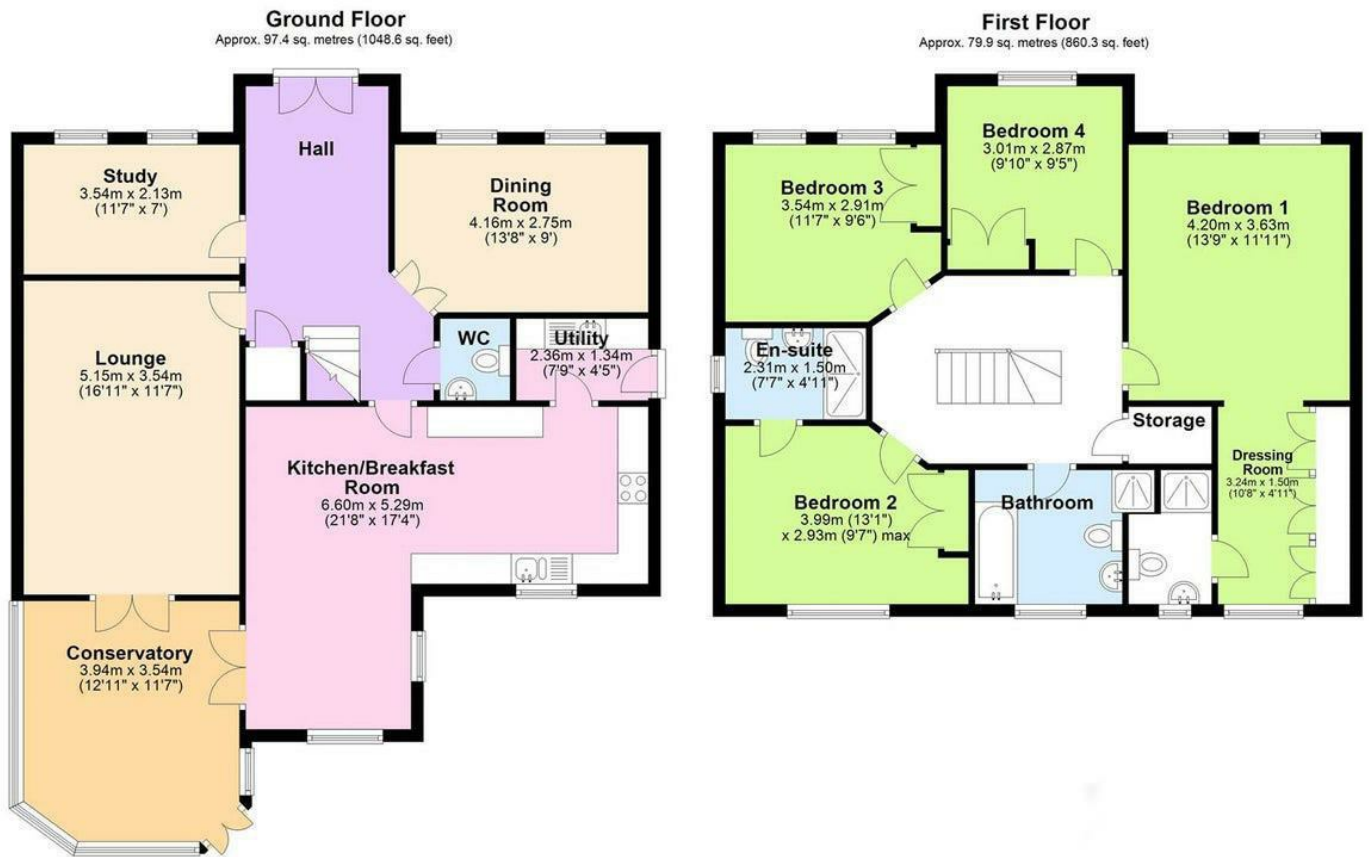 Ground Floor
Approx. 97.4 sq. metres (1048.6 sq. feet)
Hall
Study
3.54m x 2.13m
(11'7" x 7')
Dining
Room
4.16m x 2.75m
(13'8" x 9')
Lounge
5.15m x 3.54m
(16'11" x 11'7")
WC
Utility
2.36m x 1.34m
(7'9" x 4'5")
Kitchen/Breakfast
Room
6.60m x 5.29m
(21'8" x 17'4")
Conservatory
3.94m x 3.54m
(12'11" x 11'7")
First Floor
Approx. 79.9 sq. metres (860.3 sq. feet)
Bedroom 4
3.01m x 2.87m
(9'10" x 9'5")
Bedroom 3
3.54m x 2.91m
(11'7" x 9'6")
Bedroom 1
4.20m x 3.63m
(13'9" x 11'11")
En-suite
2.31m x 1.50m
(7'7" x 4'11")
Storage
Dressing
Room
3.24m x 1.50m
(10'8" x 4'11")
Bedroom 2
3.99m (13'1")
x 2.93m (9'7") max
Bathroom